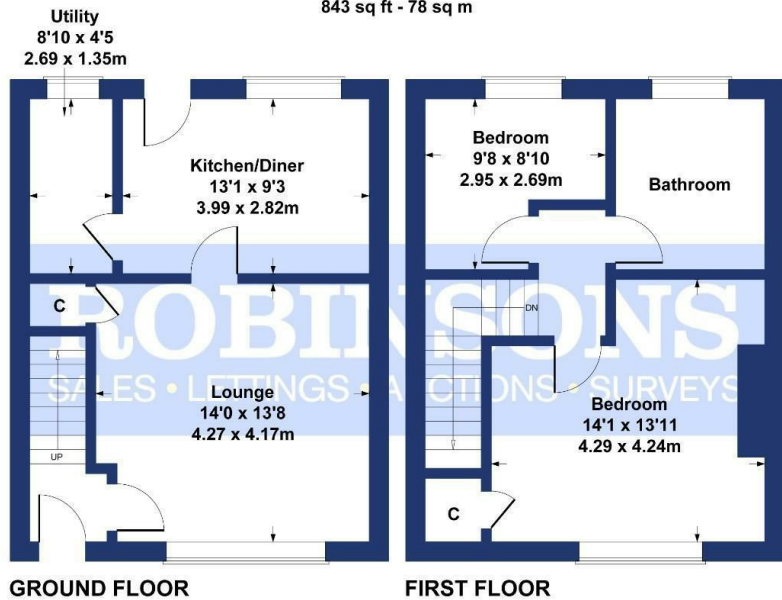 843 sq ft - 78 sq m
Utility
8'10 x 4'5
2.69 x 1.35m
Kitchen/Diner
13'1 x 9'3
3.99 x 2.82m
Bedroom
9'8 x 8'10
2.95 x 2.69m
Bathroom
C
DN
ROBINSONS
SALES • LETTINGS • AUCTIONS • SURVEYS
Lounge
14'0 x 13'8
4.27 x 4.17m
UP
Bedroom
14'1 x 13'11
4.29 x 4.24m
C
GROUND FLOOR
FIRST FLOOR